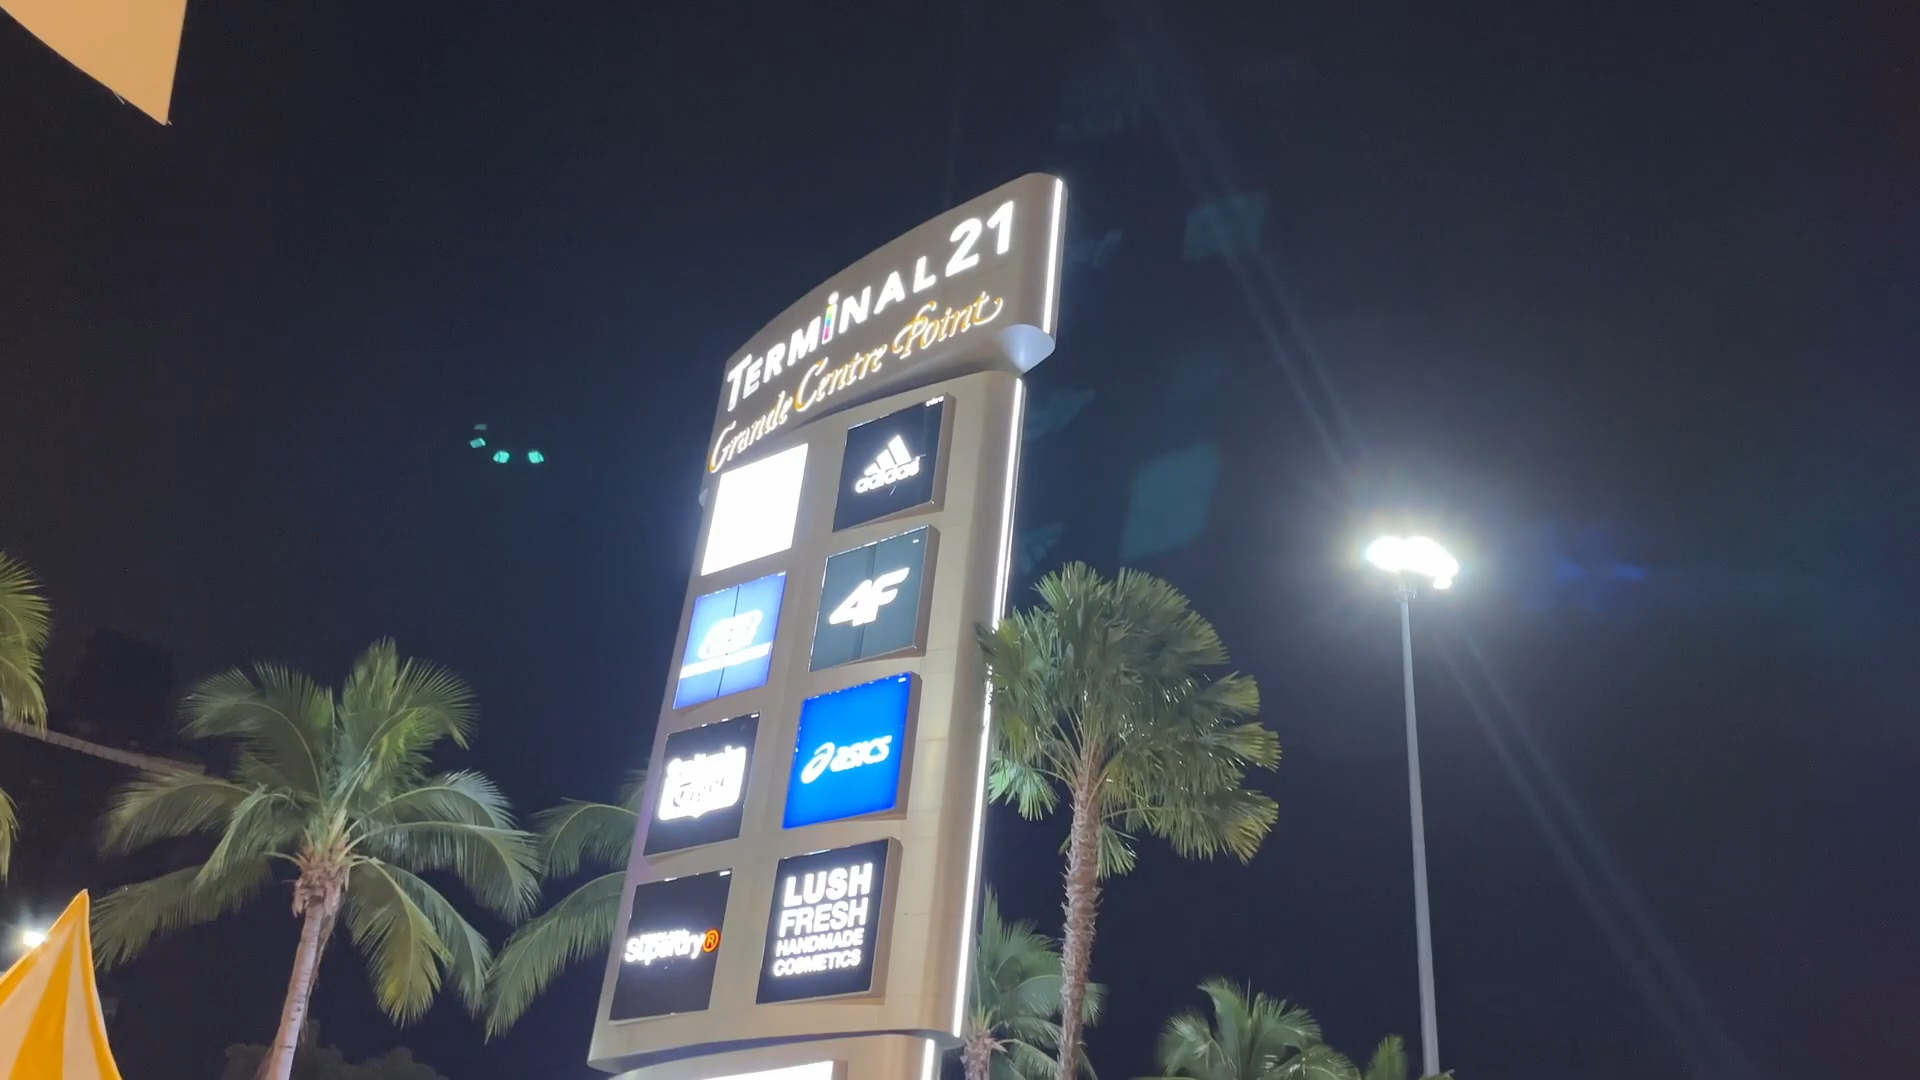 TERMiNAL 21
Grande Centre Point
adidas
4F
asics
Superdry®
LUSH
FRESH
HANDMADE
COSMETICS